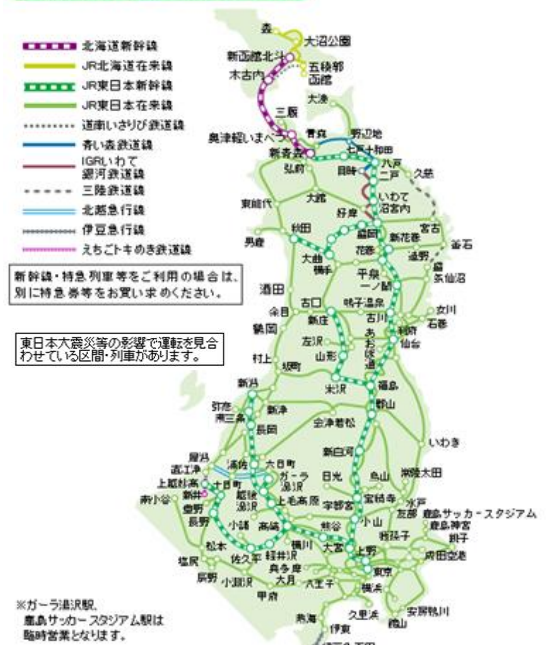 北海道新幹線
JR北海道在来線
JR東日本新幹線
JR東日本在来線
道南いさりび鉄道線
青い森鉄道線
IGRいわて
銀河鉄道線
三陸鉄道線
北越急行線
伊豆急行線
えちごトキめき鉄道線
新幹線・特急列車等をご利用の場合は、
別に特急券等をお買い求めください。
東日本大震災等の影響で運転を見合
わせている区間・列車があります。
森
大沼公園
新函館北斗
五稜郭
函館
木古内
大湊
三厩
奥津軽いまべつ
青森
野辺地
新青森
七戸十和田
八戸
弘前
目時
二戸
久慈
東能代
大館
いわて
沼宮内
好摩
宮古
男鹿
秋田
盛岡
新花巻
釜石
大曲
花巻
遠野
盛
横手
平泉
気仙沼
一ノ関
酒田
古口
鳴子温泉
女川
余目
新庄
古川
石巻
鶴岡
左沢
あおば通
利府
仙台
山形
村上
坂町
米沢
福島
新潟
郡山
弥彦
新津
燕三条
会津若松
長岡
新白河
いわき
犀潟
浦佐
六日町
直江津
ガーラ
湯沢
日光
烏山
常陸太田
上越妙高
十日町
越後
湯沢
新井
上毛高原
宇都宮
宝積寺
水戸
南小谷
豊野
友部
鹿島サッカースタジアム
長野
小諸
高崎
熊谷
小山
鹿島神宮
我孫子
銚子
松本
横川
大宮
上野
佐久平
軽井沢
成田空港
塩尻
奥多摩
東京
辰野
小淵沢
大月
八王子
横浜
甲府
安房鴨川
久里浜
館山
熱海
伊東
※ガーラ湯沢駅、
鹿島サッカースタジアム駅は
臨時営業となります。